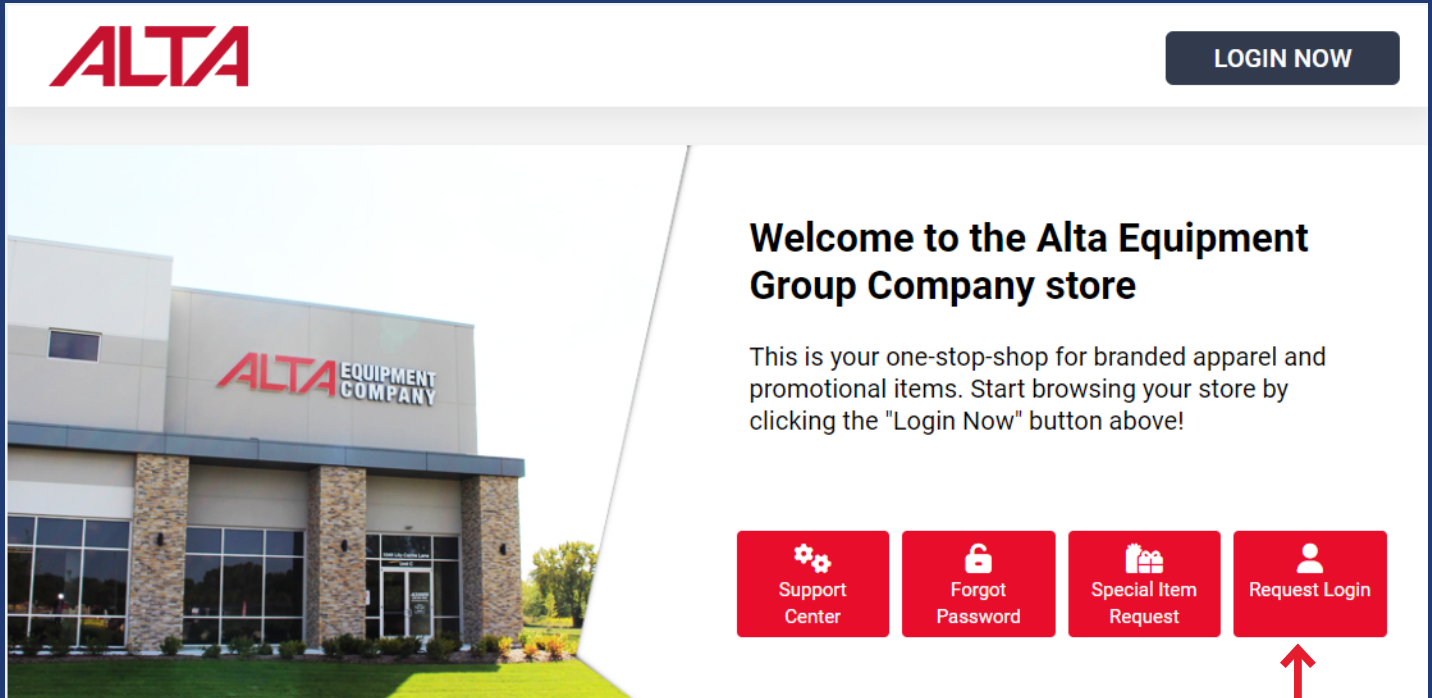 ALTA
LOGIN NOW
Welcome to the Alta Equipment
Group Company store
This is your one-stop-shop for branded apparel and
promotional items. Start browsing your store by
clicking the "Login Now" button above!
ALTA EQUIPMENT
COMPANY
Support
Center
Forgot
Password
Special Item
Request
Request Login